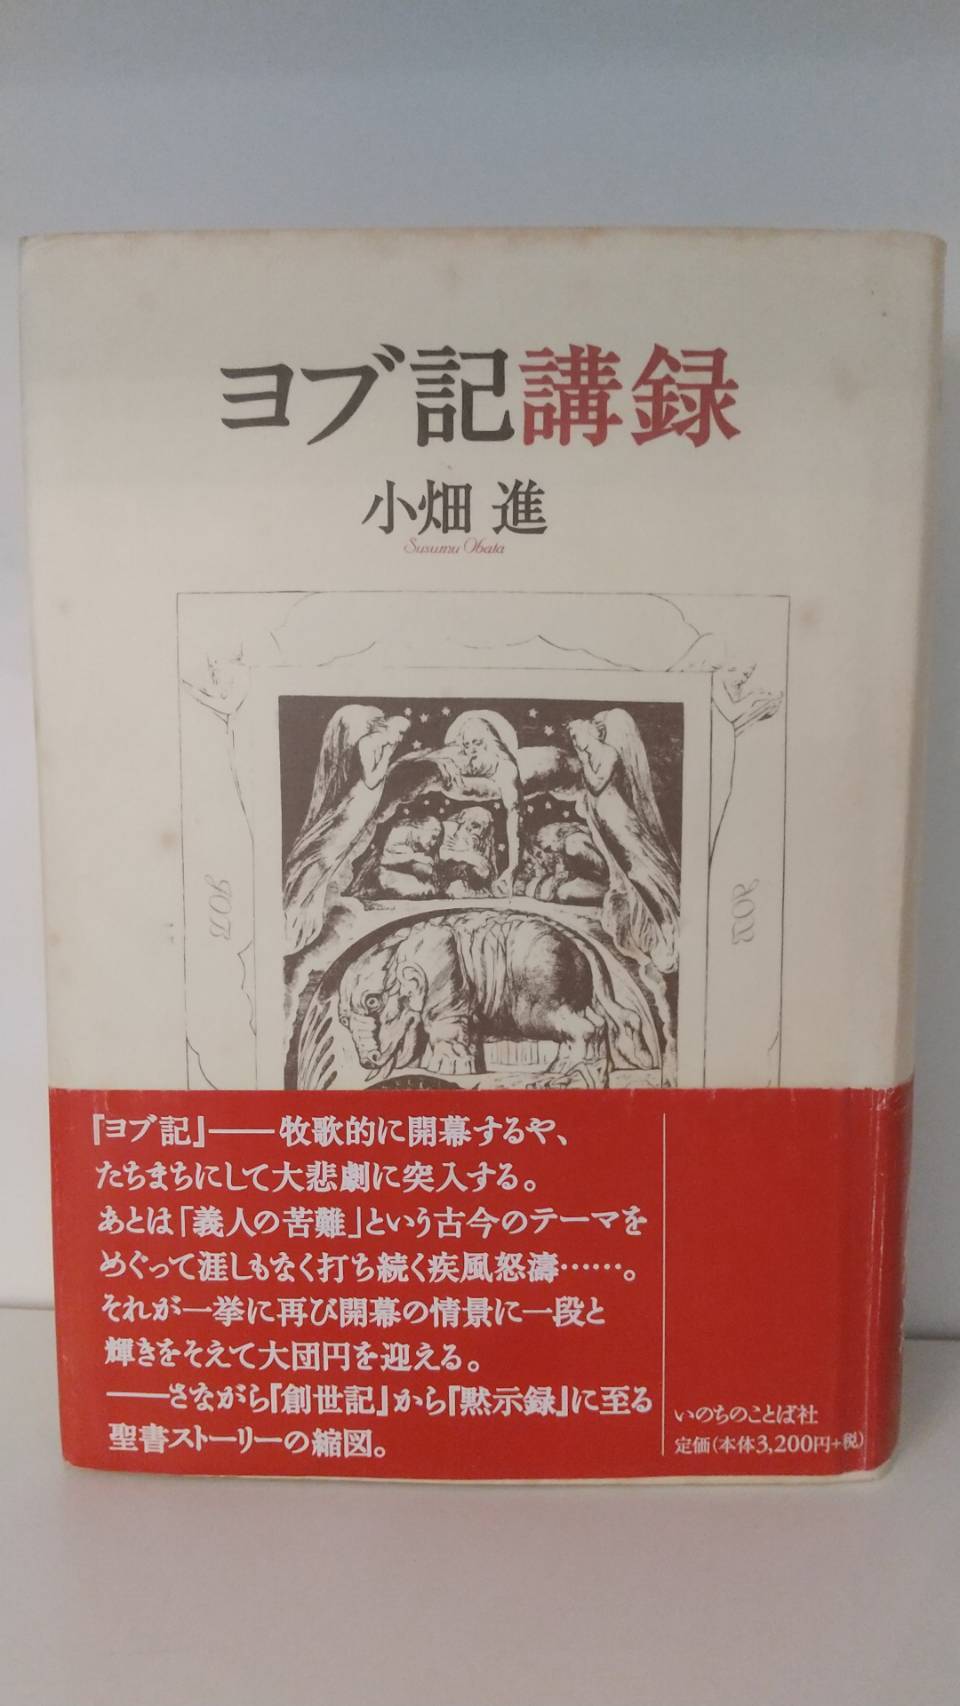 ヨブ記講録
小畑 進
Susumu Obata
『ヨブ記』――牧歌的に開幕するや、
たちまちにして大悲劇に突入する。
あとは「義人の苦難」という古今のテーマを
めぐって涯しもなく打ち続く疾風怒濤……。
それが一挙に再び開幕の情景に一段と
輝きをそえて大団円を迎える。
――さながら『創世記』から『黙示録』に至る
聖書ストーリーの縮図。
いのちのことば社
定価（本体3,200円+税）